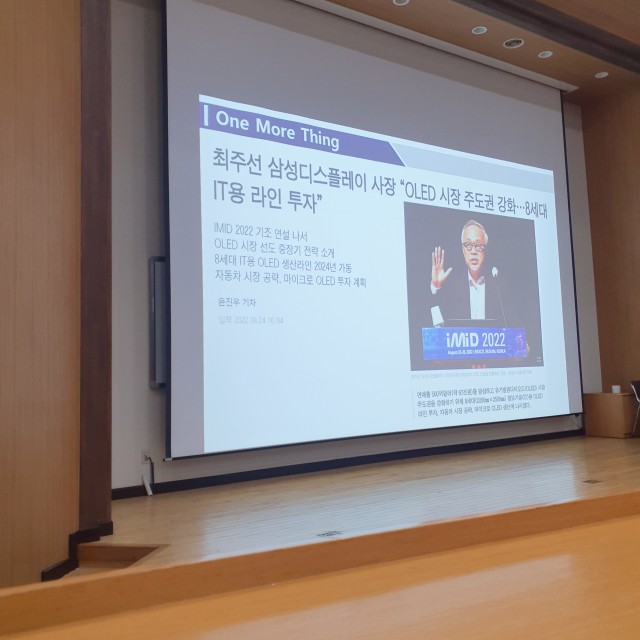 One More Thing
최주선 삼성디스플레이 사장 “OLED 시장 주도권 강화…8세대
IT용 라인 투자”
IMID 2022 기조 연설 나서
OLED 시장 선도 중장기 전략 소개
8세대 IT용 OLED 생산라인 2024년 가동
자동차 시장 공략, 마이크로 OLED 투자 계획
윤진우 기자
입력 2022.08.24 16:04
iMiD 2022